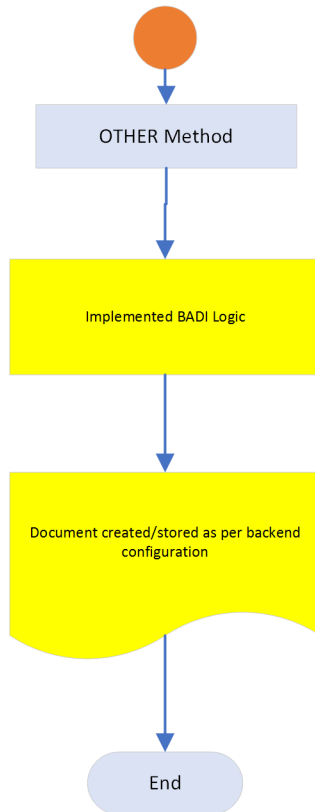 OTHER Method
Implemented BADI Logic
Document created/stored as per backend
configuration
End